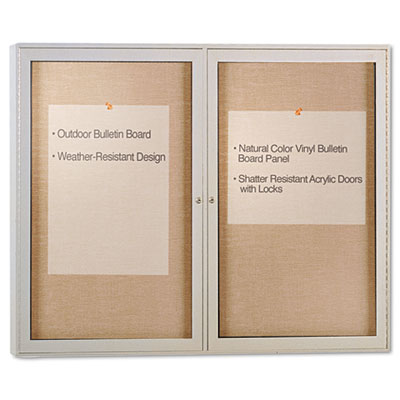 • Outdoor Bulletin Board
• Weather-Resistant Design
• Natural Color Vinyl Bulletin
Board Panel
• Shatter Resistant Acrylic Doors
with Locks